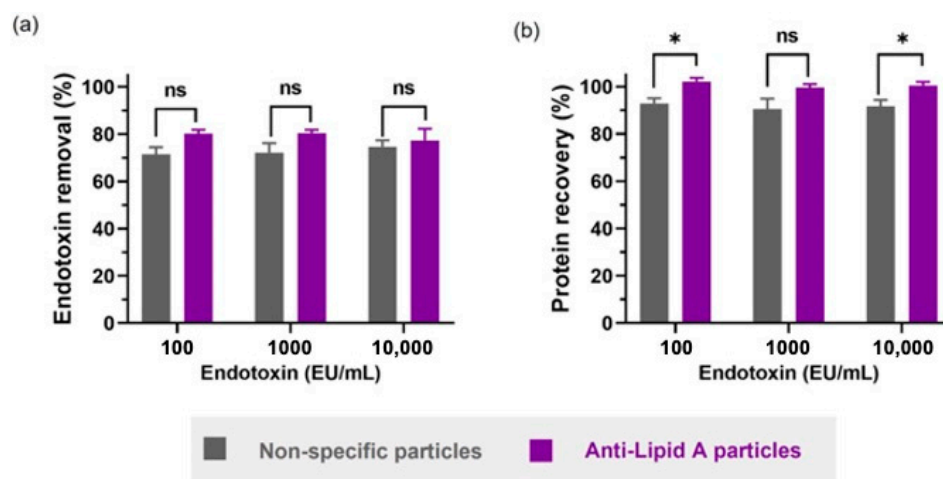 (a)
Endotoxin removal (%)
100
80
60
40
20
0
ns
ns
ns
100 1000 10,000
Endotoxin (EU/mL)
(b)
Protein recovery (%)
100
80
60
40
20
0
*
ns
*
100 1000 10,000
Endotoxin (EU/mL)
Non-specific particles Anti-Lipid A particles